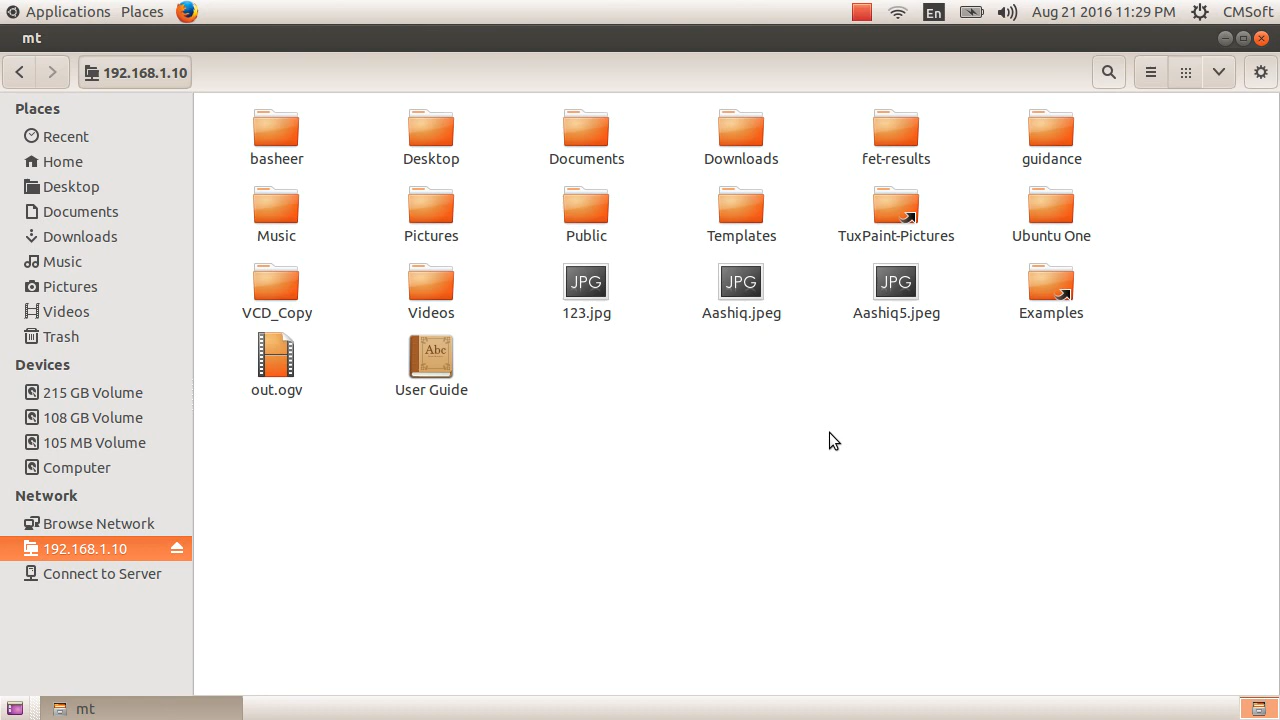 Applications Places En Aug 21 2016 11:29 PM CMSoft
mt
192.168.1.10
Places
Recent
Home
Desktop
Documents
Downloads
Music
Pictures
Videos
Trash
Devices
215 GB Volume
108 GB Volume
105 MB Volume
Computer
Network
Browse Network
192.168.1.10
Connect to Server
basheer Desktop Documents Downloads fet-results guidance
Music Pictures Public Templates TuxPaint-Pictures Ubuntu One
JPG JPG JPG
VCD_Copy Videos 123.jpg Aashiq.jpeg Aashiq5.jpeg Examples
Abc
out.ogv User Guide
mt